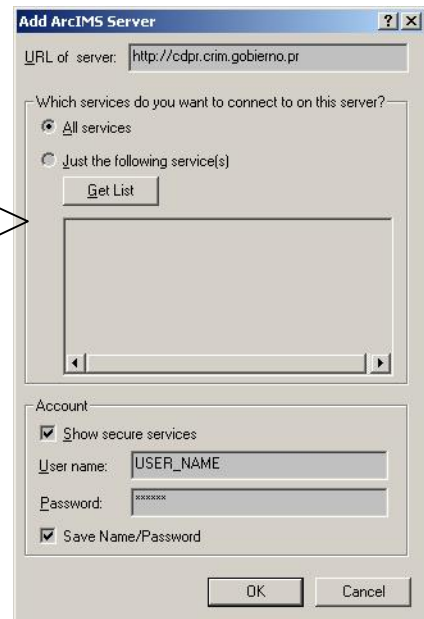 Add ArcIMS Server
URL of server: http://cdpr.crim.gobierno.pr
Which services do you want to connect to on this server?
All services
Just the following service(s)
Get List
Account
Show secure services
User name: USER_NAME
Password: ******
Save Name/Password
OK Cancel